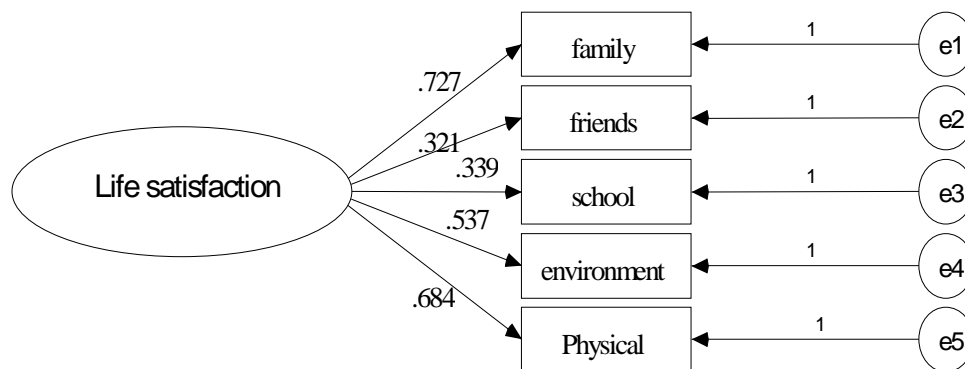 family
1
e1
.727
friends
1
e2
.321
Life satisfaction
.339
school
1
e3
.537
environment
1
e4
.684
Physical
1
e5